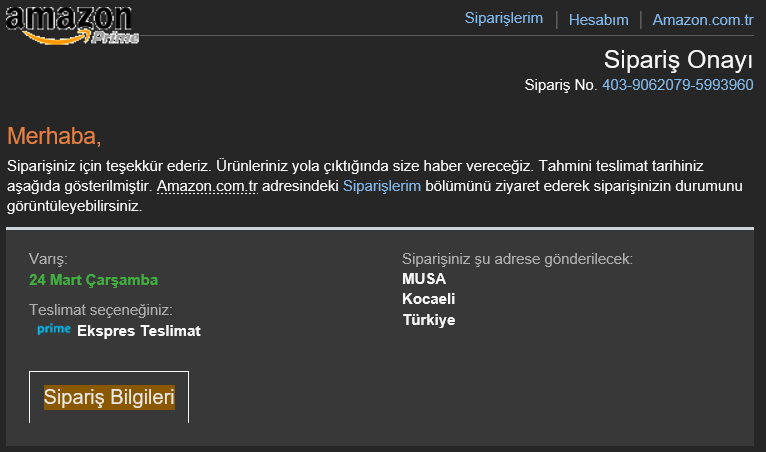 amazon
Prime
Siparişlerim | Hesabım | Amazon.com.tr
Sipariş Onayı
Sipariş No. 403-9062079-5993960
Merhaba,
Siparişiniz için teşekkür ederiz. Ürünleriniz yola çıktığında size haber vereceğiz. Tahmini teslimat tarihiniz
aşağıda gösterilmiştir. Amazon.com.tr adresindeki Siparişlerim bölümünü ziyaret ederek siparişinizin durumunu
görüntüleyebilirsiniz.
Varış:
24 Mart Çarşamba
Teslimat seçeneğiniz:
prime Ekspres Teslimat
Siparişiniz şu adrese gönderilecek:
MUSA
Kocaeli
Türkiye
Sipariş Bilgileri